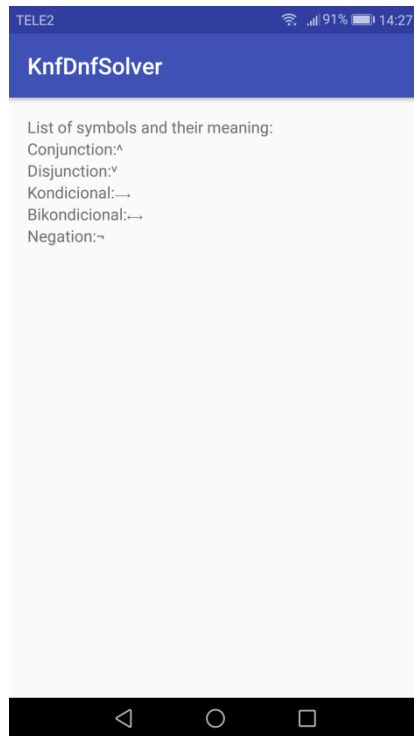 TELE2 91% 14:27
KnfDnfSolver
List of symbols and their meaning:
Conjunction:^
Disjunction:˅
Kondicional:⟶
Bikondicional:⟷
Negation:¬